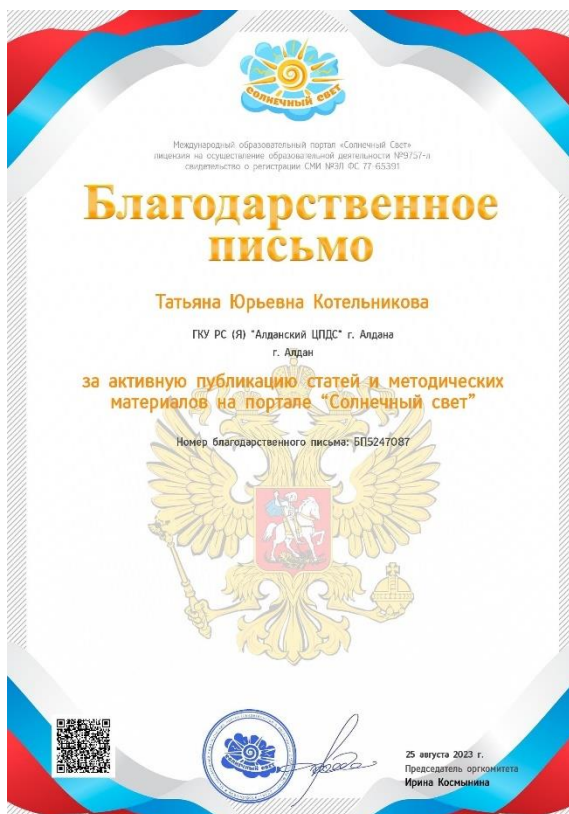 СОЛНЕЧНЫЙ СВЕТ
Международный образовательный портал «Солнечный Свет»
лицензия на осуществление образовательной деятельности №9757-л
свидетельство о регистрации СМИ №ЭЛ ФС 77-65391
Благодарственное
письмо
Татьяна Юрьевна Котельникова
ГКУ РС (Я) "Алданский ЦПДС" г. Алдана
г. Алдан
за активную публикацию статей и методических
материалов на портале “Солнечный свет”
Номер благодарственного письма: БП5247087
СОЛНЕЧНЫЙ СВЕТ
25 августа 2023 г.
Председатель оргкомитета
Ирина Космынина